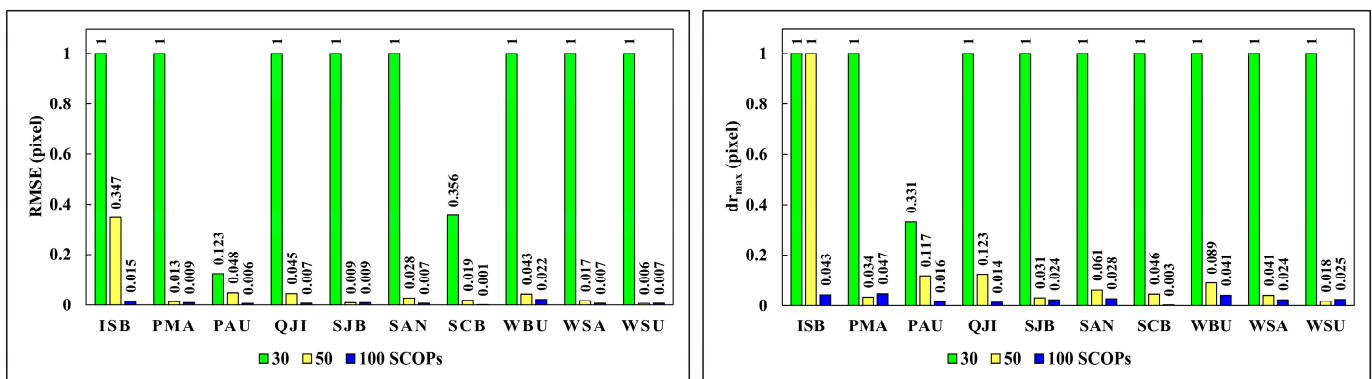 1 1 1 1 1 1 1 1
1
0.8
0.6
0.4
0.2
0
RMSE (pixel)
0.347 0.015
0.013 0.009
0.123 0.048 0.006
0.045 0.007
0.009 0.009
0.028 0.007
0.356 0.019 0.001
0.043 0.022
0.017 0.007
0.006 0.007
ISB PMA PAU QJI SJB SAN SCB WBU WSA WSU
30 50 100 SCOPs
1 1 1 1 1 1 1 1 1 1
1
0.8
0.6
0.4
0.2
0
drmax (pixel)
0.043
0.034 0.047
0.331 0.117 0.016
0.123 0.014
0.031 0.024
0.061 0.028
0.046 0.003
0.089 0.041
0.041 0.024
0.018 0.025
ISB PMA PAU QJI SJB SAN SCB WBU WSA WSU
30 50 100 SCOPs